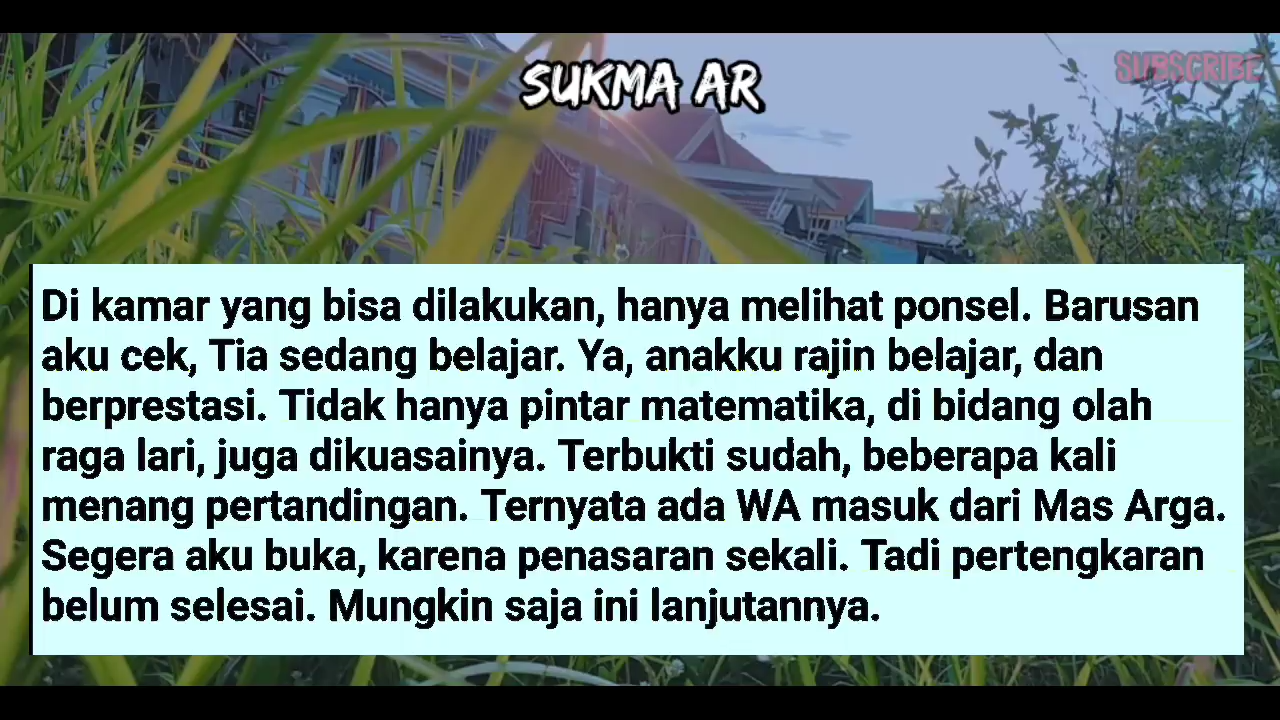 SUKMA AR
SUBSCRIBE
Di kamar yang bisa dilakukan, hanya melihat ponsel. Barusan
aku cek, Tia sedang belajar. Ya, anakku rajin belajar, dan
berprestasi. Tidak hanya pintar matematika, di bidang olah
raga lari, juga dikuasainya. Terbukti sudah, beberapa kali
menang pertandingan. Ternyata ada WA masuk dari Mas Arga.
Segera aku buka, karena penasaran sekali. Tadi pertengkaran
belum selesai. Mungkin saja ini lanjutannya.